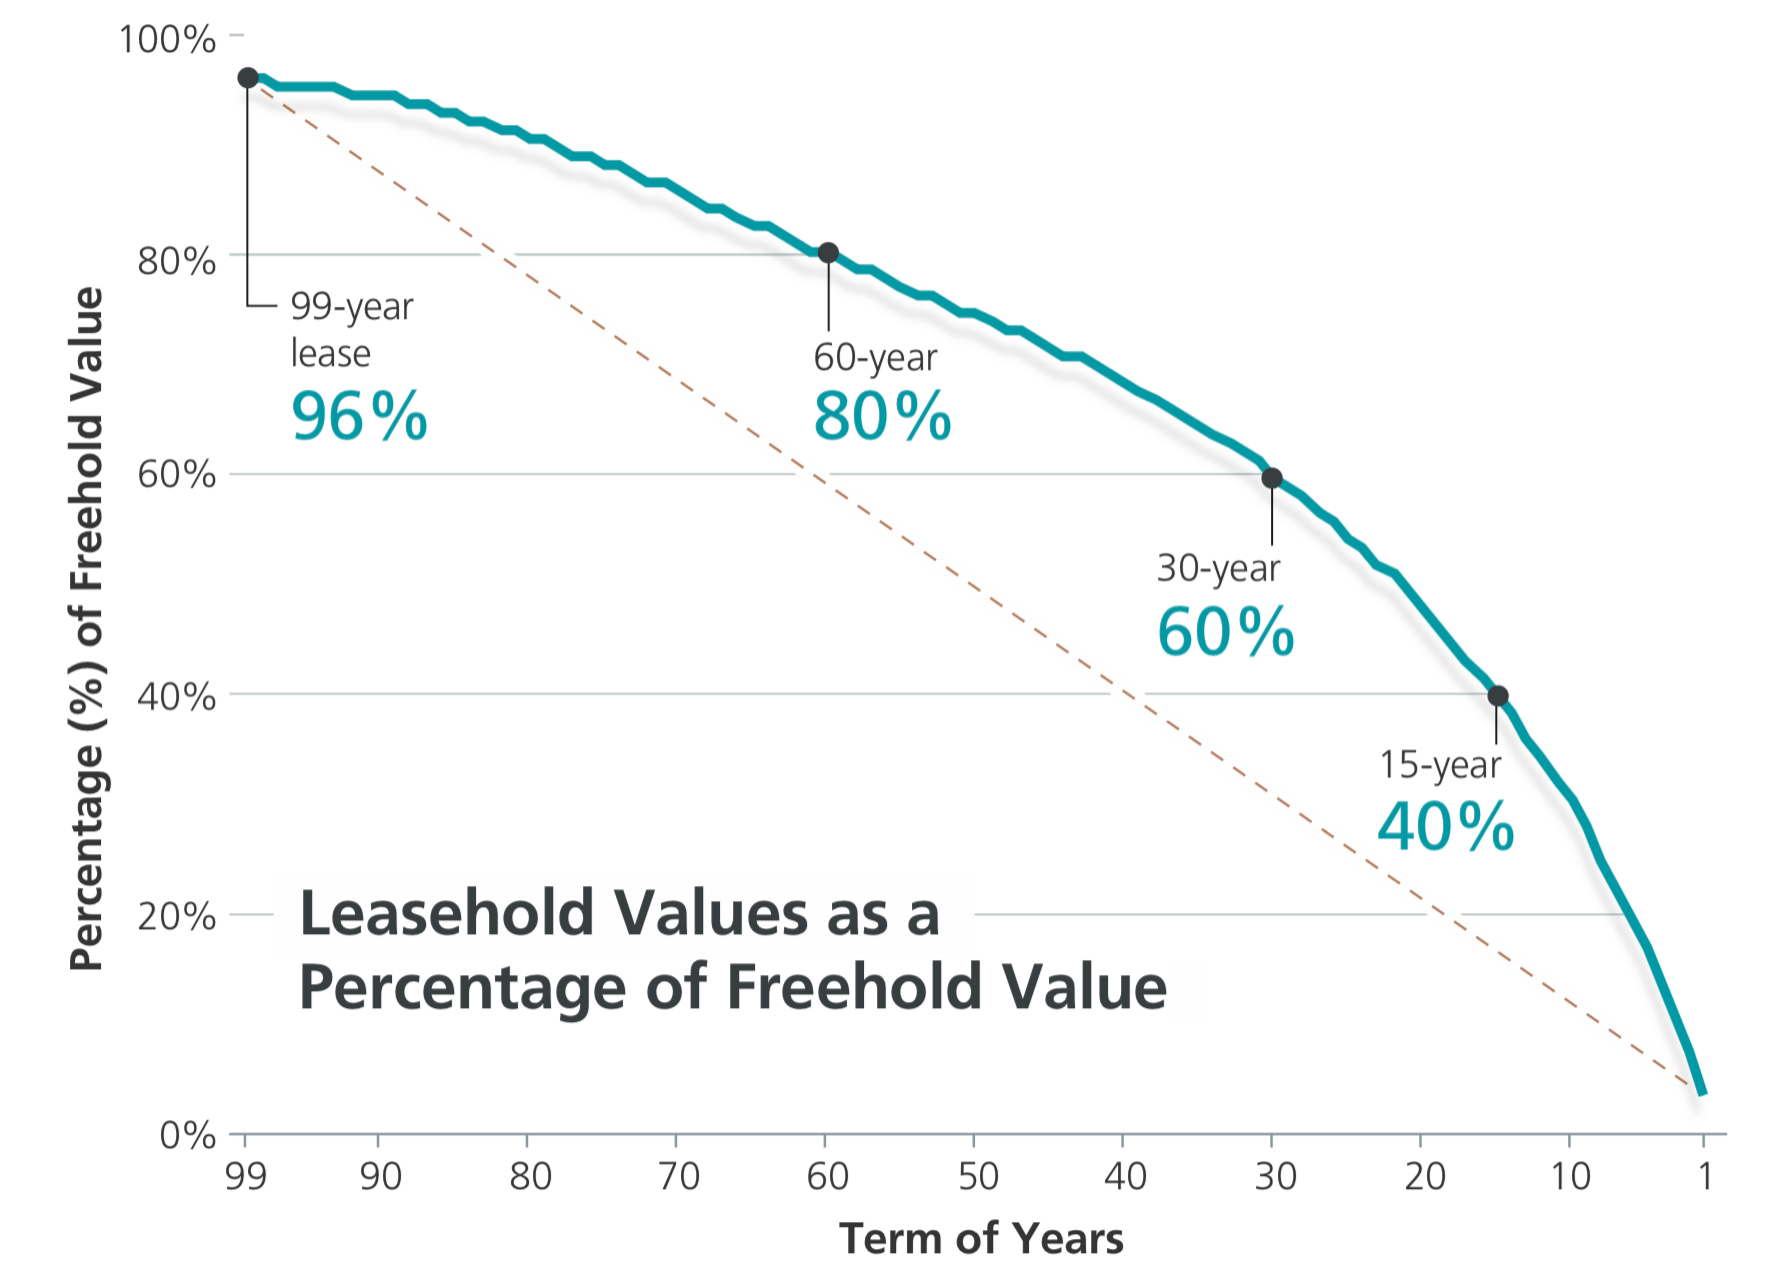 100%
80%
60%
40%
20%
0%
Percentage (%) of Freehold Value
99-year
lease
96%
60-year
80%
30-year
60%
15-year
40%
Leasehold Values as a
Percentage of Freehold Value
99 90 80 70 60 50 40 30 20 10 1
Term of Years